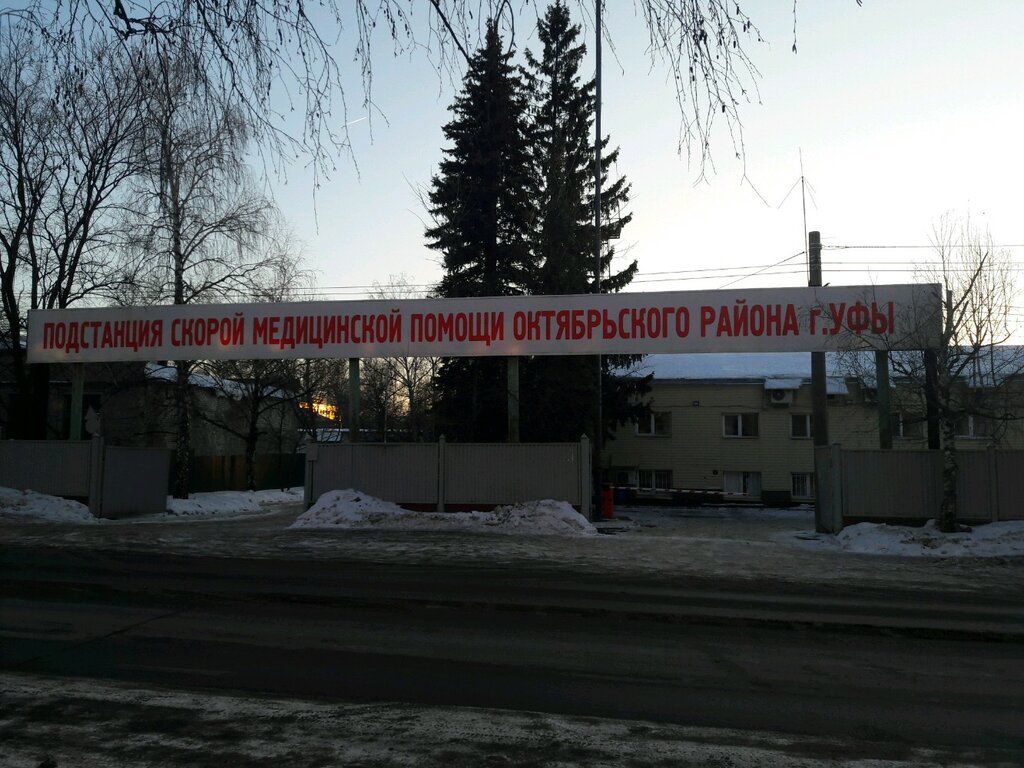 ПОДСТАНЦИЯ СКОРОЙ МЕДИЦИНСКОЙ ПОМОЩИ ОКТЯБРЬСКОГО РАЙОНА г.УФЫ